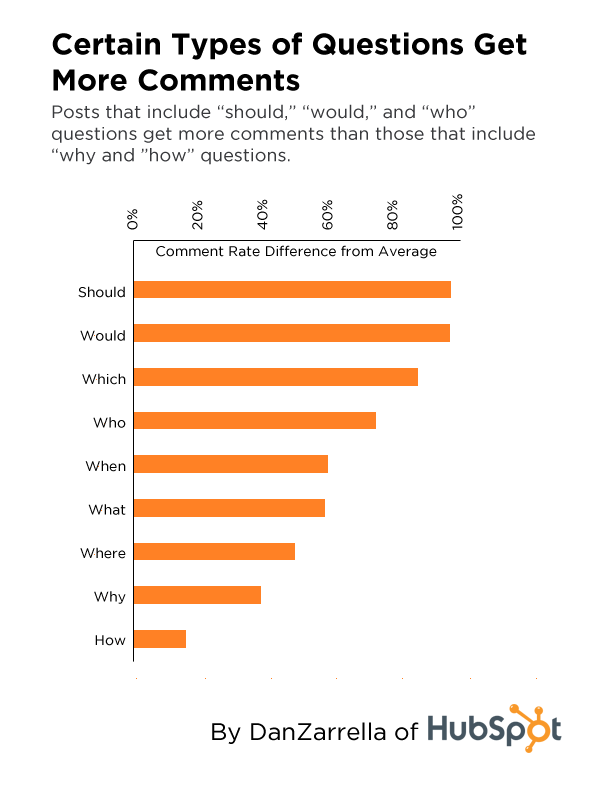 Certain Types of Questions Get
More Comments
Posts that include “should,” “would,” and “who”
questions get more comments than those that include
“why and ”how” questions.
0% 20% 40% 60% 80% 100%
Comment Rate Difference from Average
Should
Would
Which
Who
When
What
Where
Why
How
By DanZarrella of HubSpot